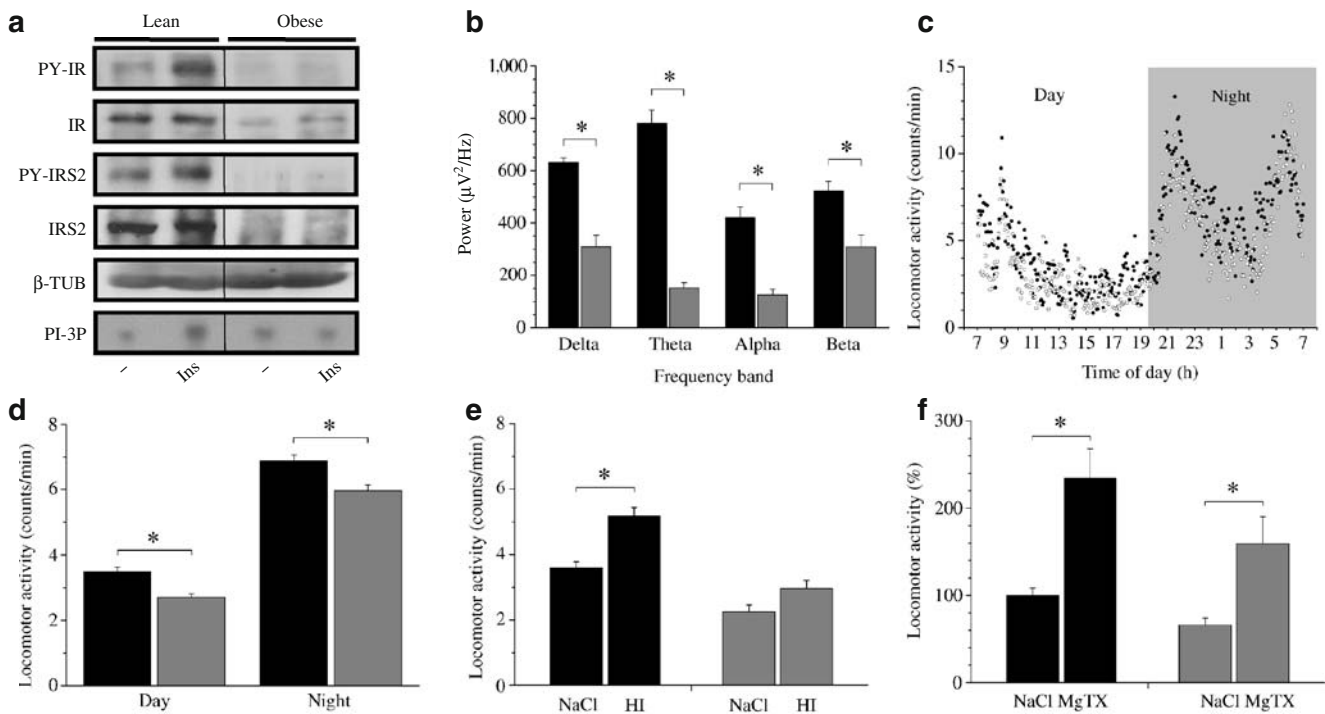 a
Lean Obese
PY-IR
IR
PY-IRS2
IRS2
β-TUB
PI-3P
– Ins – Ins
b
Power (µV²/Hz)
1.000
800
600
400
200
0
* * * *
Delta Theta Alpha Beta
Frequency band
c
Locomotor activity (counts/min)
15
10
5
0
Day Night
7 9 11 13 15 17 19 21 23 1 3 5 7
Time of day (h)
d
Locomotor activity (counts/min)
8
6
4
2
0
* *
Day Night
e
Locomotor activity (counts/min)
8
6
4
2
0
*
NaCl HI NaCl HI
f
Locomotor activity (%)
300
200
100
0
* *
NaCl MgTX NaCl MgTX